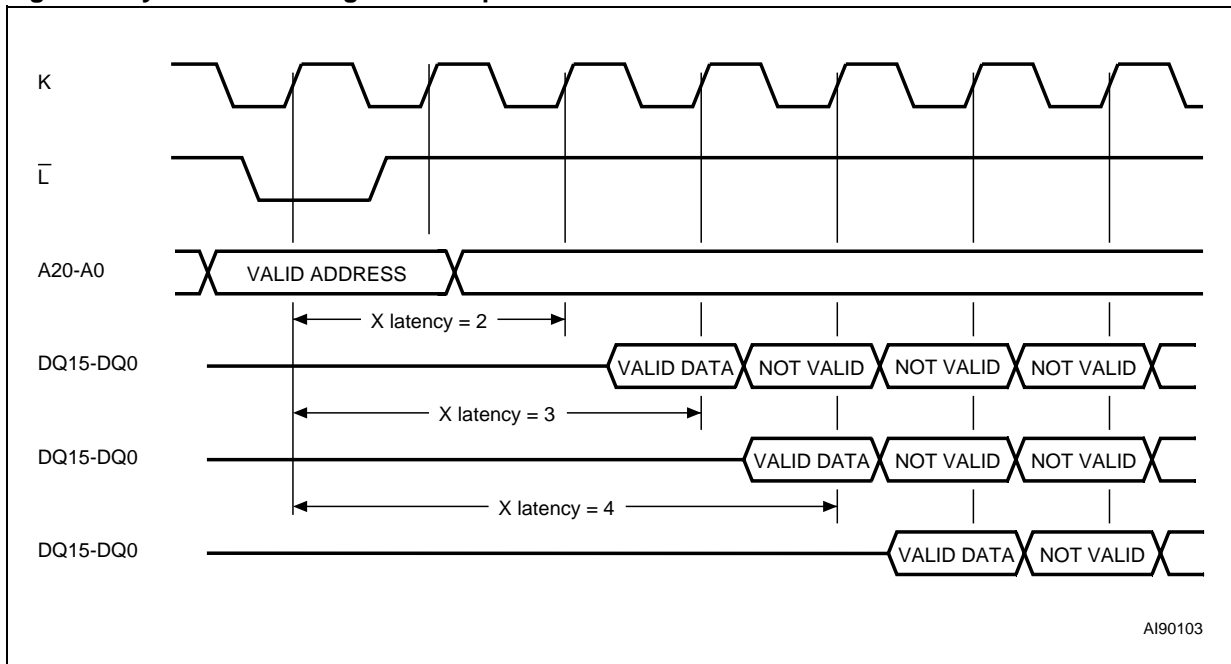 K
L
A20-A0
VALID ADDRESS
X latency = 2
DQ15-DQ0
VALID DATA NOT VALID NOT VALID NOT VALID
X latency = 3
DQ15-DQ0
VALID DATA NOT VALID NOT VALID
X latency = 4
DQ15-DQ0
VALID DATA NOT VALID
AI90103